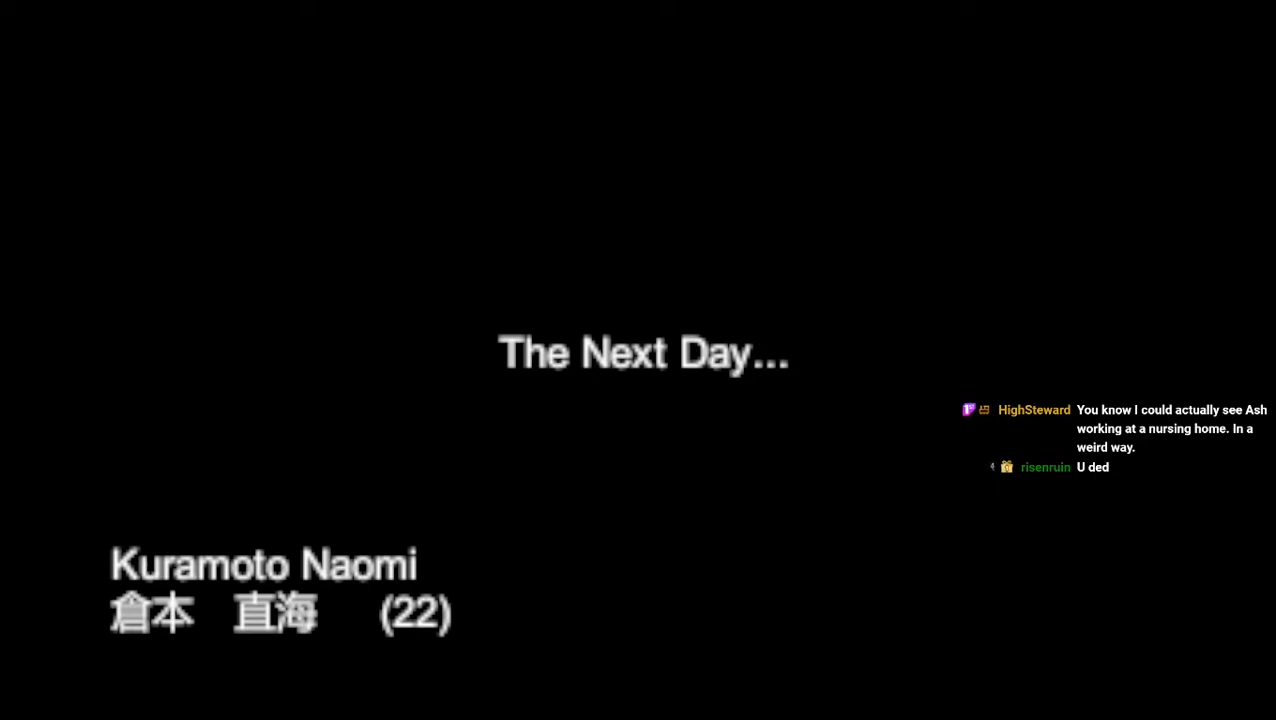 The Next Day...
HighSteward You know I could actually see Ash
working at a nursing home. In a
weird way.
risenruin U ded
Kuramoto Naomi
倉本 直海 (22)